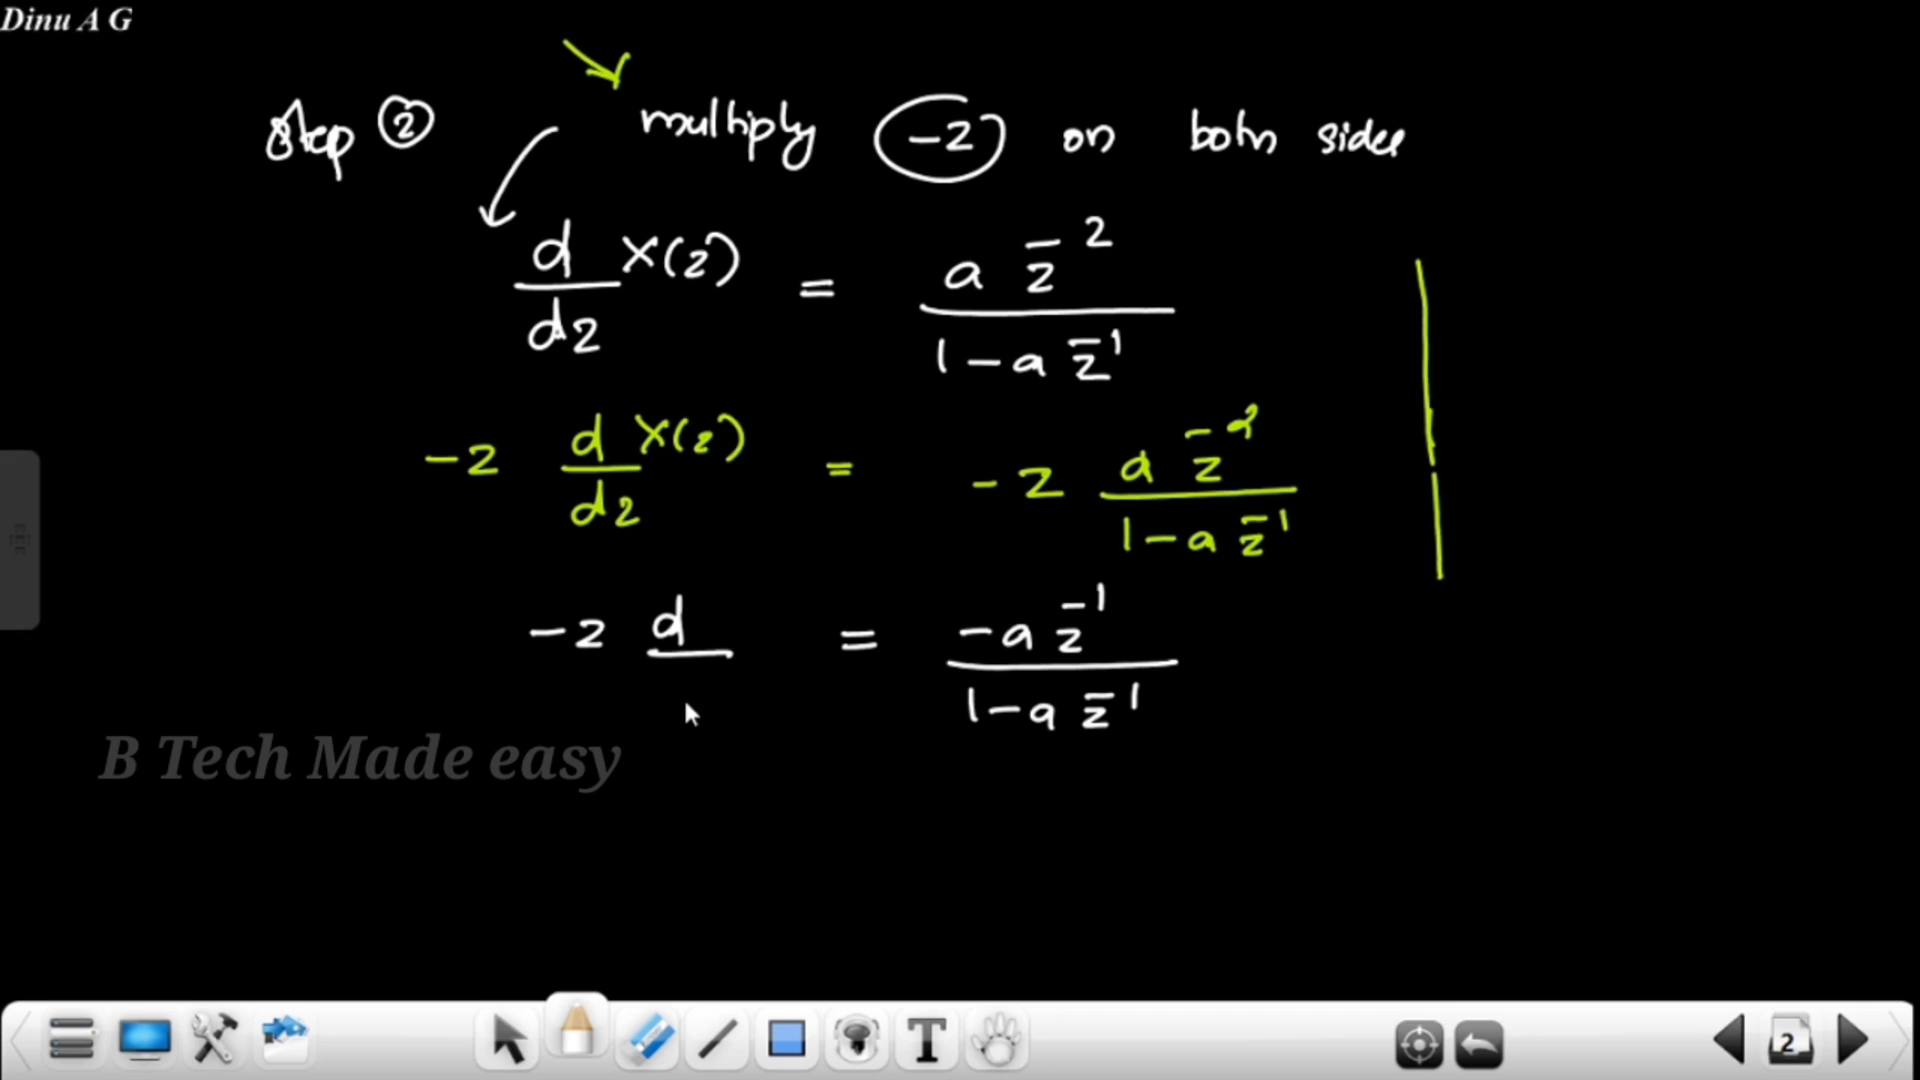 Dinu A G
Step ② multiply -z on both sides
d/dz X(z) = a z^-2 / 1 - a z^-1
-z d/dz X(z) = -z a z^-2 / 1 - a z^-1
-z d = -a z^-1 / 1 - a z^-1
B Tech Made easy
T
2